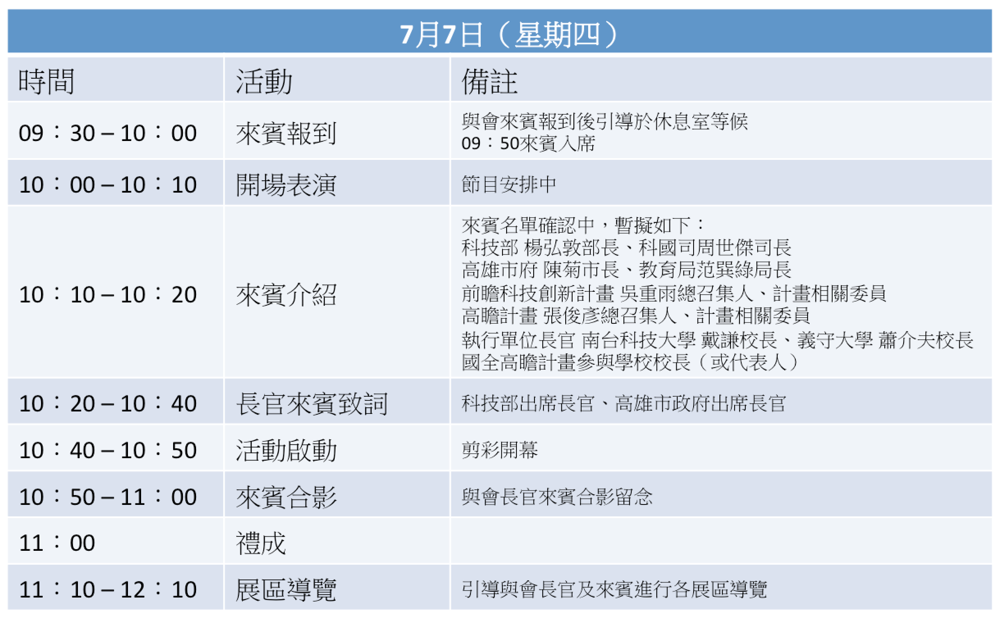 7月7日（星期四）
時間 活動 備註
09：30－10：00 來賓報到 與會來賓報到後引導於休息室等候
09：50來賓入席
10：00－10：10 開場表演 節目安排中
10：10－10：20 來賓介紹 來賓名單確認中，暫擬如下：
科技部 楊弘敦部長、科國司周世傑司長
高雄市府 陳菊市長、教育局范巽綠局長
前瞻科技創新計畫 吳重雨總召集人、計畫相關委員
高瞻計畫 張俊彥總召集人、計畫相關委員
執行單位長官 南台科技大學 戴謙校長、義守大學 蕭介夫校長
國全高瞻計畫參與學校校長（或代表人）
10：20－10：40 長官來賓致詞 科技部出席長官、高雄市政府出席長官
10：40－10：50 活動啟動 剪彩開幕
10：50－11：00 來賓合影 與會長官來賓合影留念
11：00 禮成
11：10－12：10 展區導覽 引導與會長官及來賓進行各展區導覽